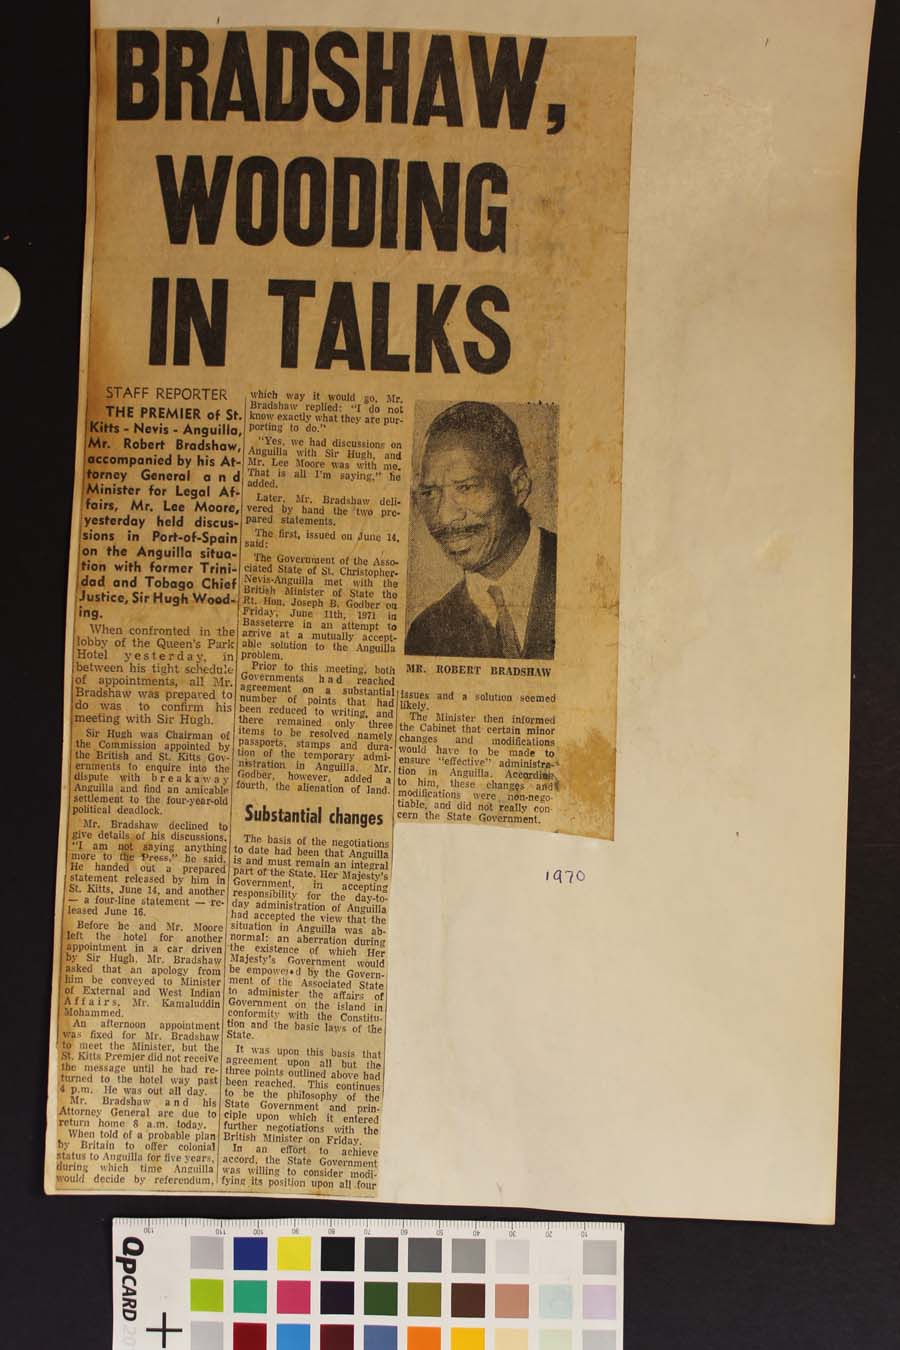 BRADSHAW,
WOODING
IN TALKS
STAFF REPORTER
THE PREMIER of St.
Kitts - Nevis - Anguilla,
Mr. Robert Bradshaw,
accompanied by his At-
torney General and
Minister for Legal Af-
fairs, Mr. Lee Moore,
yesterday held discus-
sions in Port-of-Spain
on the Anguilla situa-
tion with former Trini-
dad and Tobago Chief
Justice, Sir Hugh Wood-
ing.
When confronted in the
lobby of the Queen's Park
Hotel yesterday, in
between his tight schedule
of appointments, all Mr.
Bradshaw was prepared to
do was to confirm his
meeting with Sir Hugh.
Sir Hugh was Chairman of
the Commission appointed by
the British and St. Kitts Gov-
ernments to enquire into the
dispute with breakaway
Anguilla and find an amicable
settlement to the four-year-old
political deadlock.
Mr. Bradshaw declined to
give details of his discussions.
"I am not saying anything
more to the Press," he said.
He handed out a prepared
statement released by him in
St. Kitts, June 14, and another
— a four-line statement — re-
leased June 16.
Before he and Mr. Moore
left the hotel for another
appointment in a car driven
by Sir Hugh, Mr. Bradshaw
asked that an apology from
him be conveyed to Minister
of External and West Indian
Affairs, Mr. Kamaluddin
Mohammed.
An afternoon appointment
was fixed for Mr. Bradshaw
to meet the Minister, but the
St. Kitts Premier did not receive
the message until he had re-
turned to the hotel way past
4 p.m. He was out all day.
Mr. Bradshaw and his
Attorney General are due to
return home 8 a.m. today.
When told of a probable plan
by Britain to offer colonial
status to Anguilla for five years,
during which time Anguilla
would decide by referendum,
which way it would go, Mr.
Bradshaw replied: "I do not
know exactly what they are pur-
porting to do."
"Yes, we had discussions on
Anguilla with Sir Hugh, and
Mr. Lee Moore was with me.
That is all I'm saying," he
added.
Later, Mr. Bradshaw deli-
vered by hand the two pre-
pared statements.
The first, issued on June 14,
said:
The Government of the Asso-
ciated State of St. Christopher-
Nevis-Anguilla met with the
British Minister of State the
Rt. Hon. Joseph B. Godber on
Friday, June 11th, 1971 in
Basseterre in an attempt to
arrive at a mutually accept-
able solution to the Anguilla
problem.
Prior to this meeting, both
Governments had reached
agreement on a substantial
number of points that had
been reduced to writing, and
there remained only three
items to be resolved namely
passports, stamps and dura-
tion of the temporary admi-
nistration in Anguilla. Mr.
Godber, however, added a
fourth, the alienation of land.
Substantial changes
The basis of the negotiations
to date had been that Anguilla
is and must remain an integral
part of the State. Her Majesty's
Government, in accepting
responsibility for the day-to-
day administration of Anguilla
had accepted the view that the
situation in Anguilla was ab-
normal: an aberration during
the existence of which Her
Majesty's Government would
be empowered by the Govern-
ment of the Associated State
to administer the affairs of
Government on the island in
conformity with the Constitu-
tion and the basic laws of the
State.
It was upon this basis that
agreement upon all but the
three points outlined above had
been reached. This continues
to be the philosophy of the
State Government and prin-
ciple upon which it entered
further negotiations with the
British Minister on Friday.
In an effort to achieve
accord, the State Government
was willing to consider modi-
fying its position upon all four
MR. ROBERT BRADSHAW
issues and a solution seemed
likely.
The Minister then informed
the Cabinet that certain minor
changes and modifications
would have to be made to
ensure "effective" administra-
tion in Anguilla. According
to him, these changes and
modifications were non-nego-
tiable, and did not really con-
cern the State Government.
1970
130 110 100 90 80 70 60 50 40 30 20 10
QPCARD 20